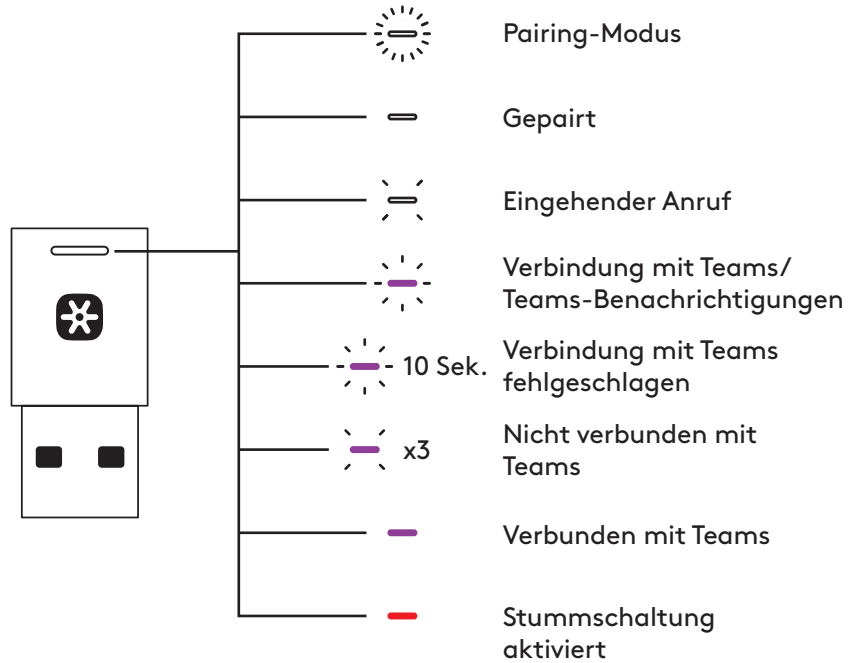 Pairing-Modus
Gepairt
Eingehender Anruf
Verbindung mit Teams/
Teams-Benachrichtigungen
10 Sek.
Verbindung mit Teams
fehlgeschlagen
x3
Nicht verbunden mit
Teams
Verbunden mit Teams
Stummschaltung
aktiviert